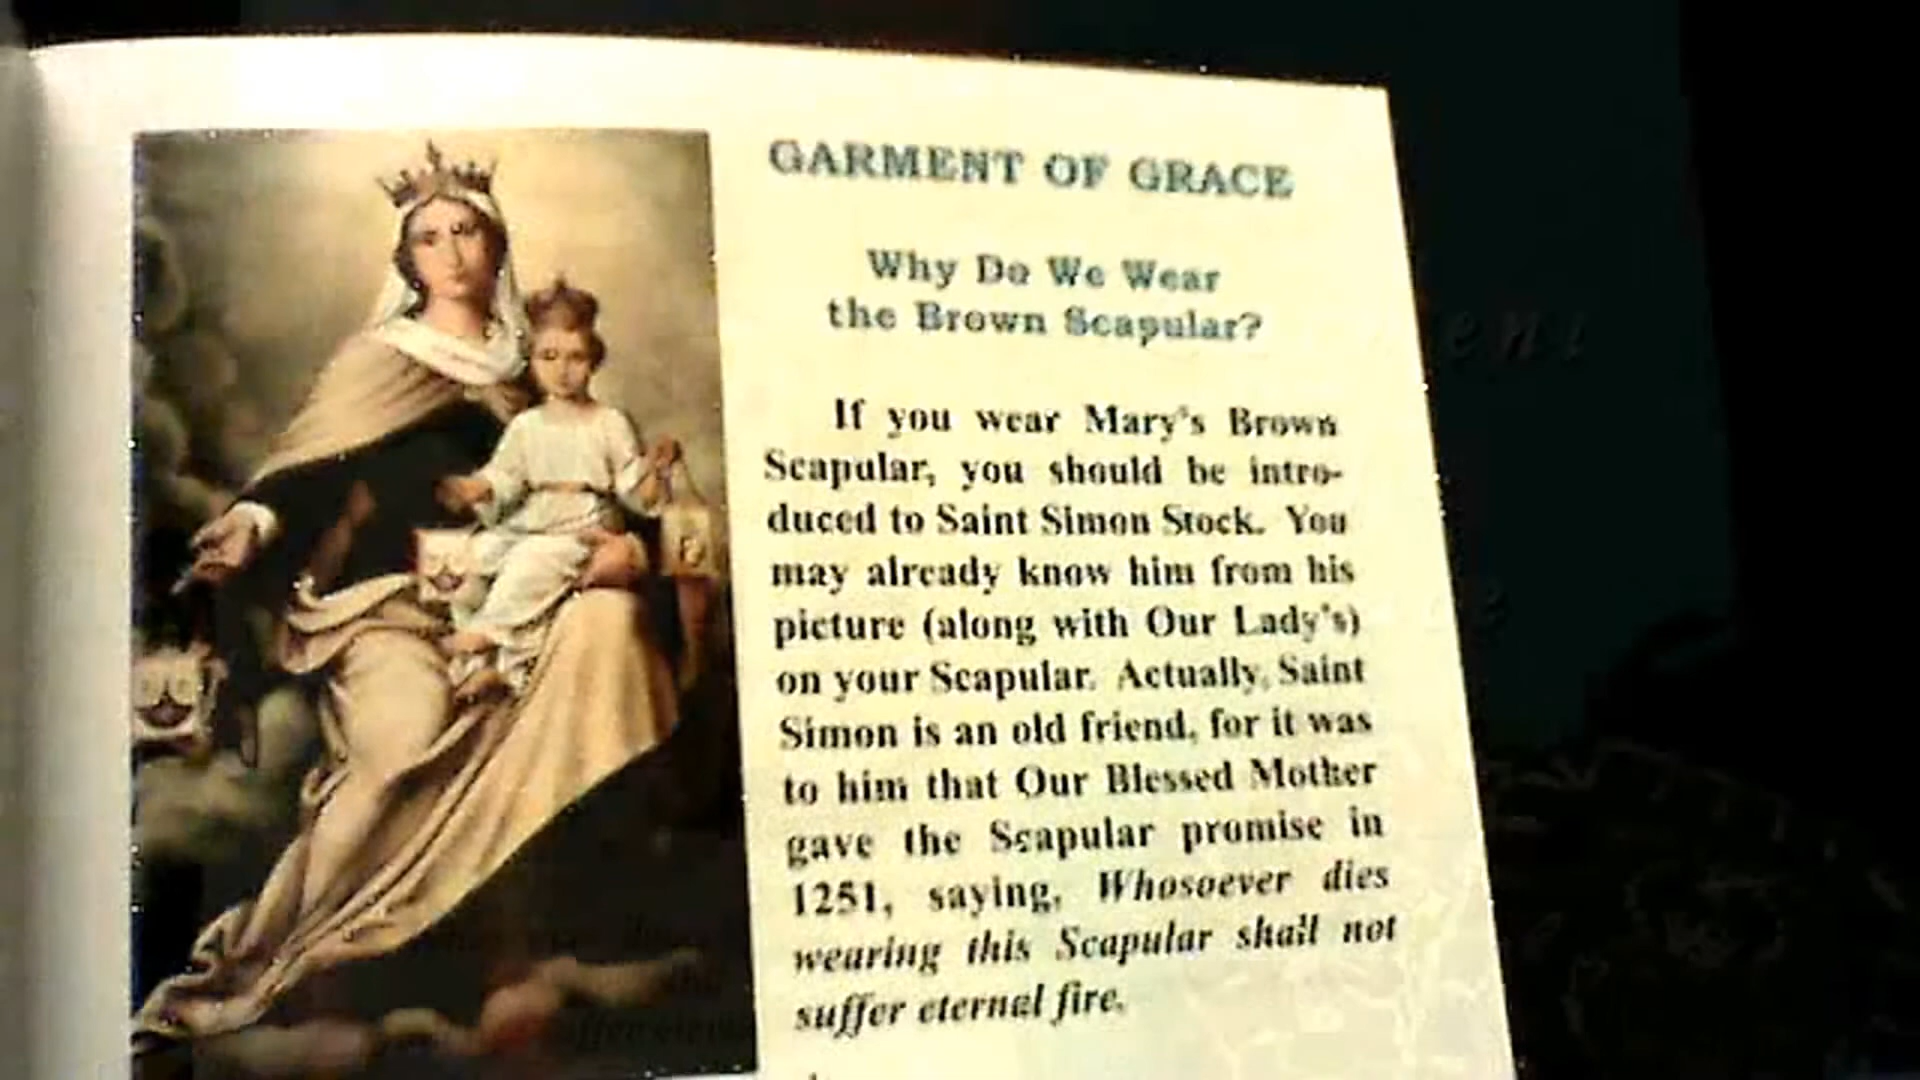 GARMENT OF GRACE
Why Do We Wear
the Brown Scapular?
If you wear Mary's Brown
Scapular, you should be intro-
duced to Saint Simon Stock. You
may already know him from his
picture (along with Our Lady's)
on your Scapular. Actually, Saint
Simon is an old friend, for it was
to him that Our Blessed Mother
gave the Scapular promise in
1251, saying, Whosoever dies
wearing this Scapular shall not
suffer eternal fire.